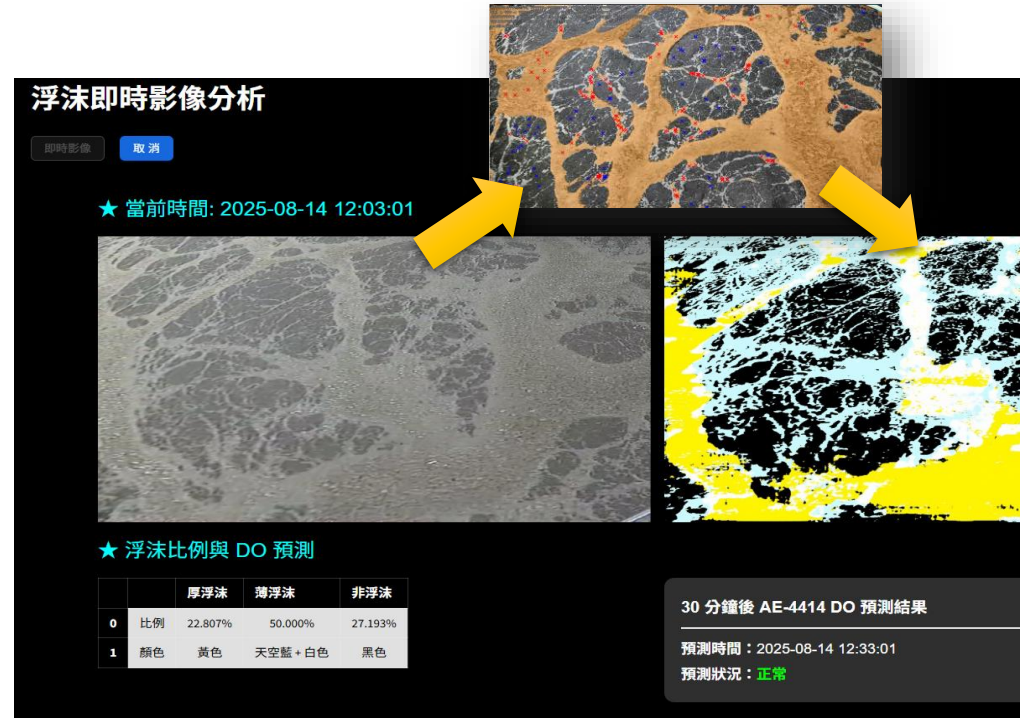 浮沫即時影像分析
即時影像 取消
★ 當前時間: 2025-08-14 12:03:01
★ 浮沫比例與 DO 預測
厚浮沫 薄浮沫 非浮沫
0 比例 22.807% 50.000% 27.193%
1 顏色 黃色 天空藍+白色 黑色
30 分鐘後 AE-4414 DO 預測結果
預測時間：2025-08-14 12:33:01
預測狀況：正常